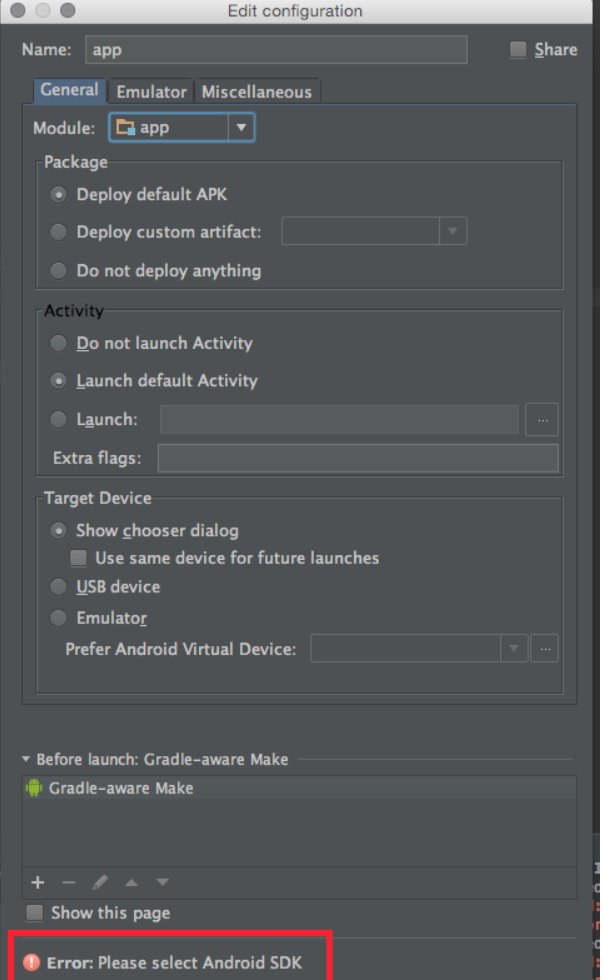 Edit configuration
Name: app Share
General Emulator Miscellaneous
Module: app
Package
Deploy default APK
Deploy custom artifact:
Do not deploy anything
Activity
Do not launch Activity
Launch default Activity
Launch: ...
Extra flags:
Target Device
Show chooser dialog
Use same device for future launches
USB device
Emulator
Prefer Android Virtual Device: ...
Before launch: Gradle-aware Make
Gradle-aware Make
Show this page
Error: Please select Android SDK